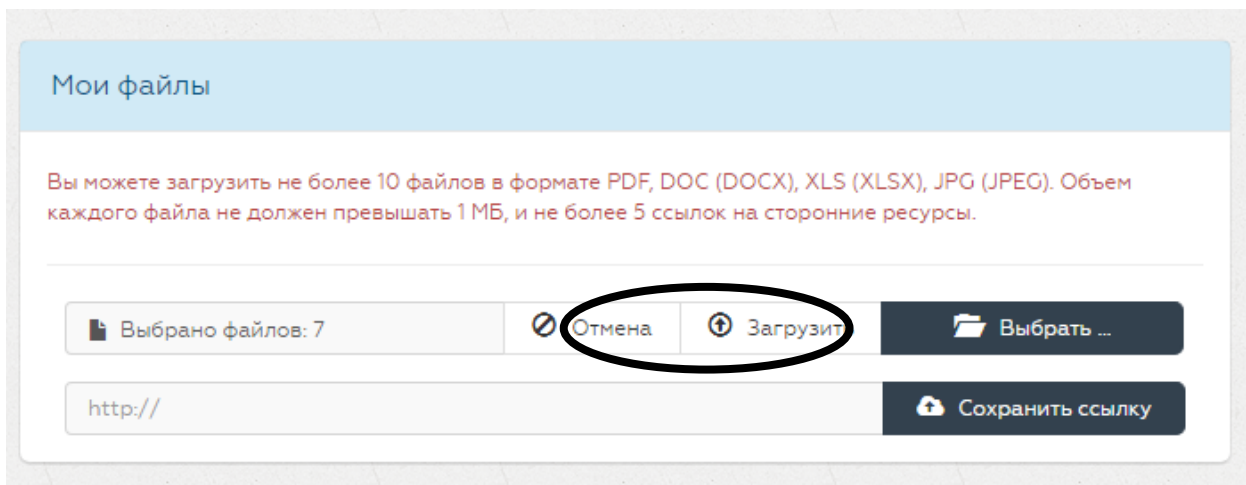 Мои файлы
Вы можете загрузить не более 10 файлов в формате PDF, DOC (DOCX), XLS (XLSX), JPG (JPEG). Объем
каждого файла не должен превышать 1 МБ, и не более 5 ссылок на сторонние ресурсы.
Выбрано файлов: 7 Отмена Загрузить Выбрать ...
http:// Сохранить ссылку